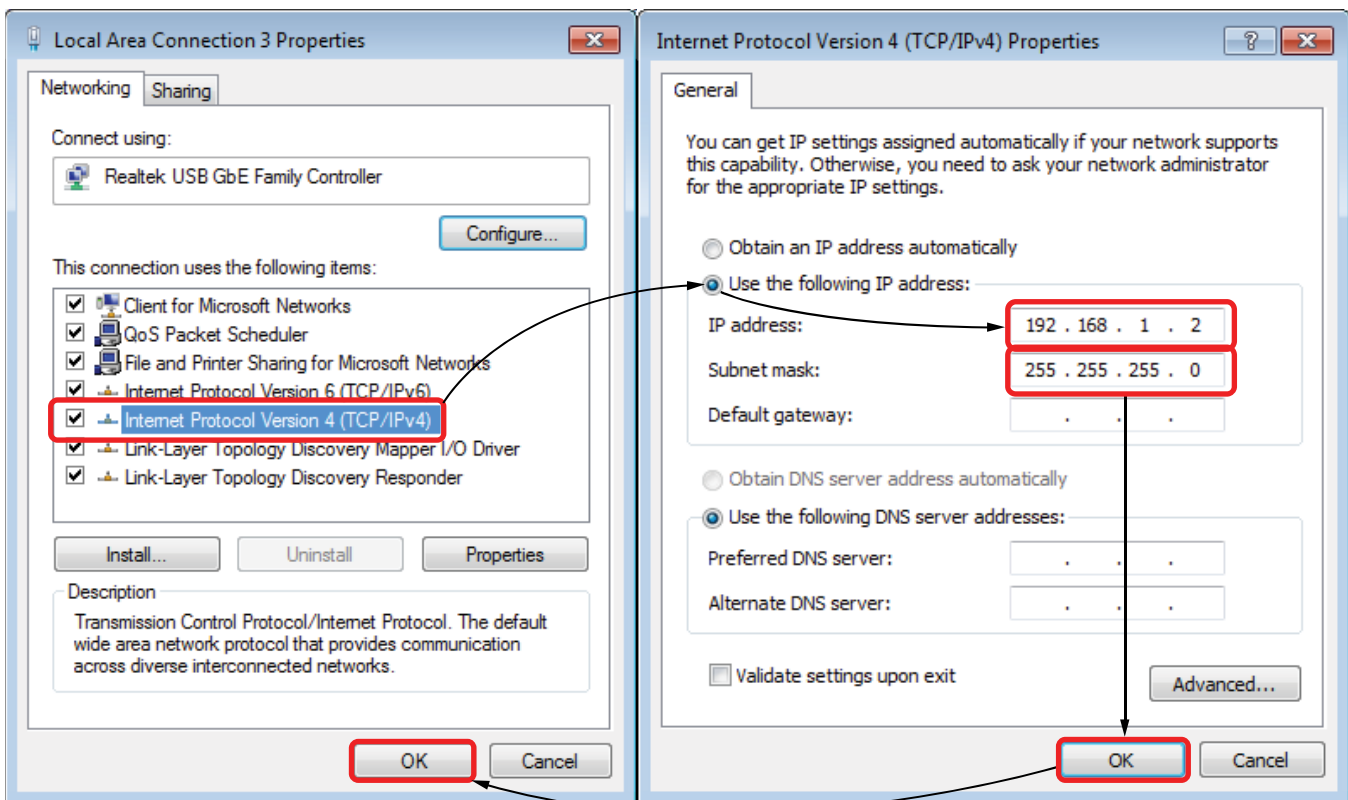 Local Area Connection 3 Properties
Networking
Sharing
Connect using:
Realtek USB GbE Family Controller
Configure...
This connection uses the following items:
Client for Microsoft Networks
QoS Packet Scheduler
File and Printer Sharing for Microsoft Networks
Internet Protocol Version 6 (TCP/IPv6)
Internet Protocol Version 4 (TCP/IPv4)
Link-Layer Topology Discovery Mapper I/O Driver
Link-Layer Topology Discovery Responder
Install...
Uninstall
Properties
Description
Transmission Control Protocol/Internet Protocol. The default
wide area network protocol that provides communication
across diverse interconnected networks.
OK
Cancel
Internet Protocol Version 4 (TCP/IPv4) Properties
General
You can get IP settings assigned automatically if your network supports
this capability. Otherwise, you need to ask your network administrator
for the appropriate IP settings.
Obtain an IP address automatically
Use the following IP address:
IP address: 192 . 168 . 1 . 2
Subnet mask: 255 . 255 . 255 . 0
Default gateway: . . .
Obtain DNS server address automatically
Use the following DNS server addresses:
Preferred DNS server: . . .
Alternate DNS server: . . .
Validate settings upon exit
Advanced...
OK
Cancel